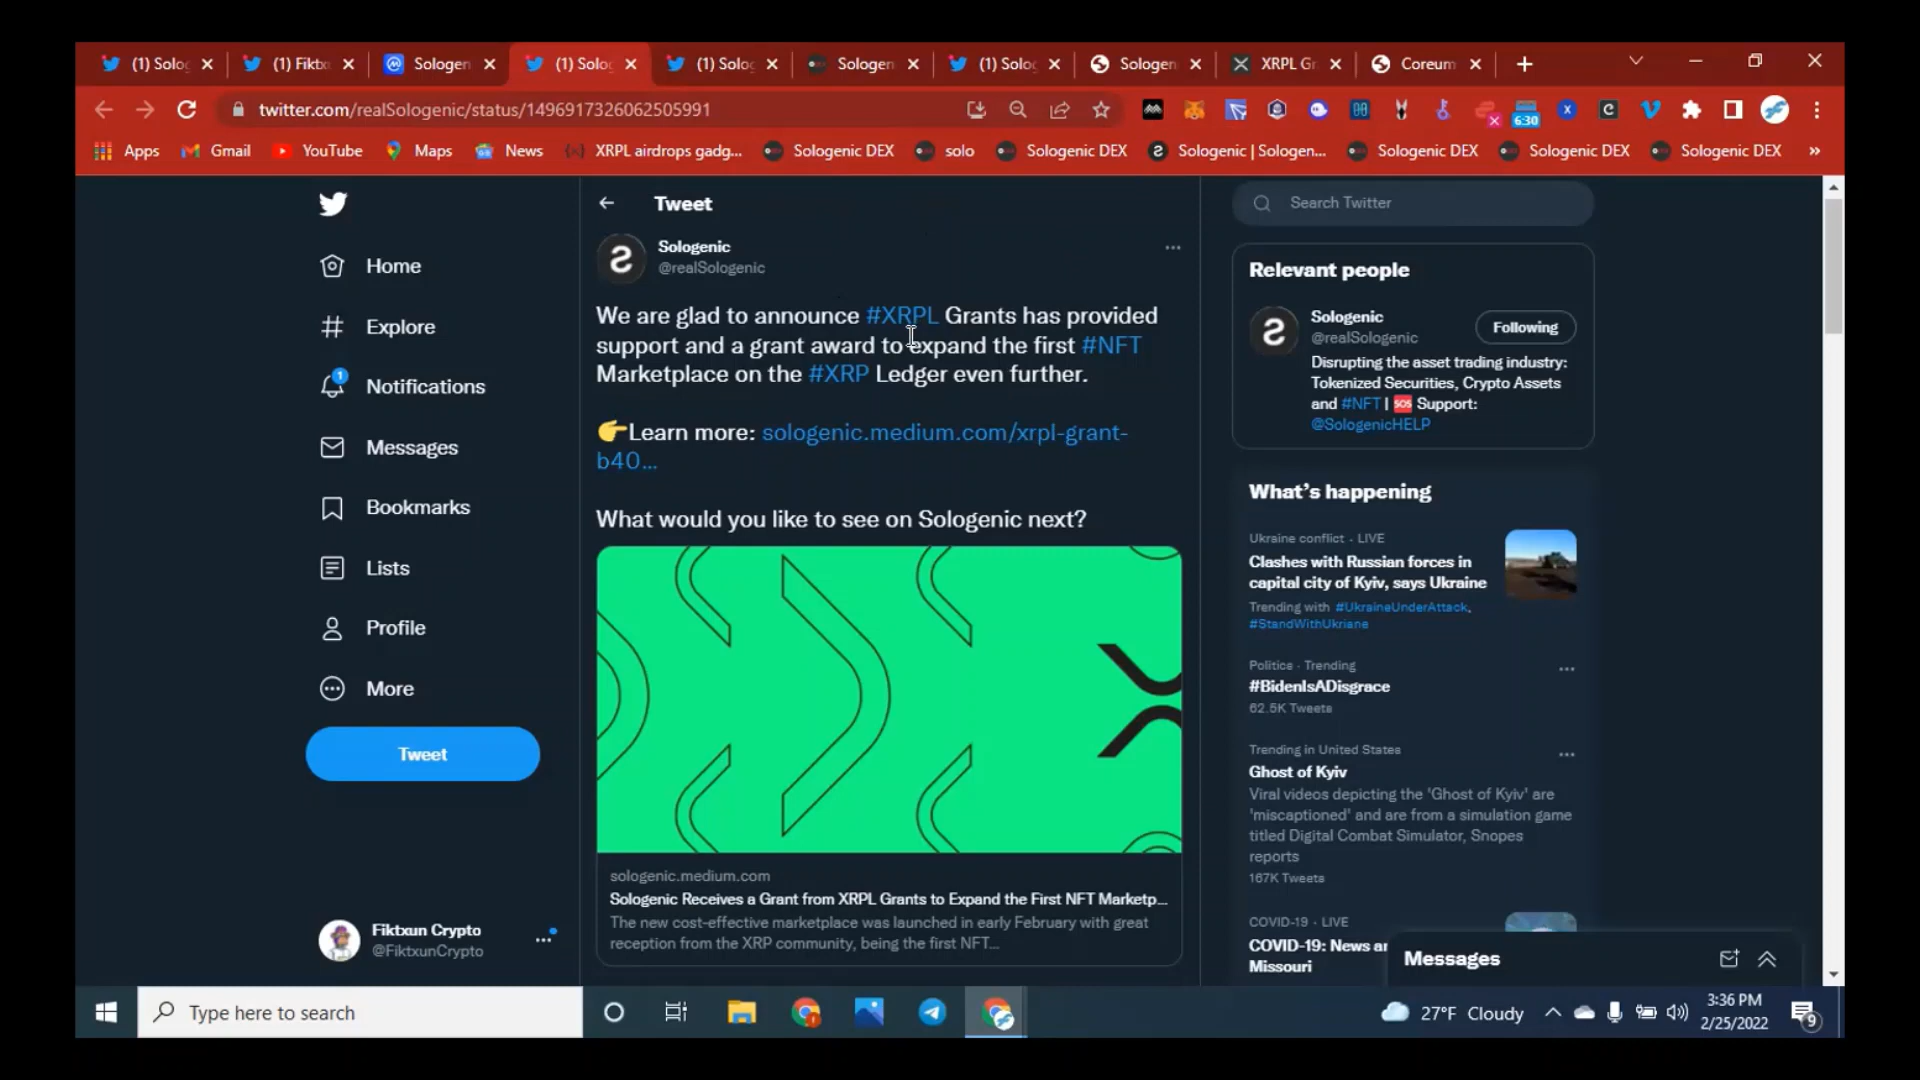 (1) Solog
(1) Fiktx
Sologen
(1) Solog
(1) Solog
Sologen
(1) Solog
Sologen
XRPL Gr
Coreum
twitter.com/realSologenic/status/1496917326062505991
6:30
Apps
Gmail
YouTube
Maps
News
XRPL airdrops gadg...
Sologenic DEX
solo
Sologenic DEX
Sologenic | Sologen...
Sologenic DEX
Sologenic DEX
Sologenic DEX
Home
Explore
1
Notifications
Messages
Bookmarks
Lists
Profile
More
Tweet
Fiktxun Crypto
@FiktxunCrypto
Tweet
Sologenic
@realSologenic
We are glad to announce #XRPL Grants has provided
support and a grant award to expand the first #NFT
Marketplace on the #XRP Ledger even further.
Learn more: sologenic.medium.com/xrpl-grant-
b40...
What would you like to see on Sologenic next?
sologenic.medium.com
Sologenic Receives a Grant from XRPL Grants to Expand the First NFT Marketp...
The new cost-effective marketplace was launched in early February with great
reception from the XRP community, being the first NFT...
Search Twitter
Relevant people
Sologenic
@realSologenic
Following
Disrupting the asset trading industry:
Tokenized Securities, Crypto Assets
and #NFT | 🆘 Support:
@SologenicHELP
What's happening
Ukraine conflict · LIVE
Clashes with Russian forces in
capital city of Kyiv, says Ukraine
Trending with #UkraineUnderAttack,
#StandWithUkriane
Politics · Trending
#BidenIsADisgrace
62.5K Tweets
Trending in United States
Ghost of Kyiv
Viral videos depicting the 'Ghost of Kyiv' are
'miscaptioned' and are from a simulation game
titled Digital Combat Simulator, Snopes
reports
167K Tweets
COVID-19 · LIVE
COVID-19: News
Missouri
Messages
Type here to search
27°F Cloudy
3:36 PM
2/25/2022
9